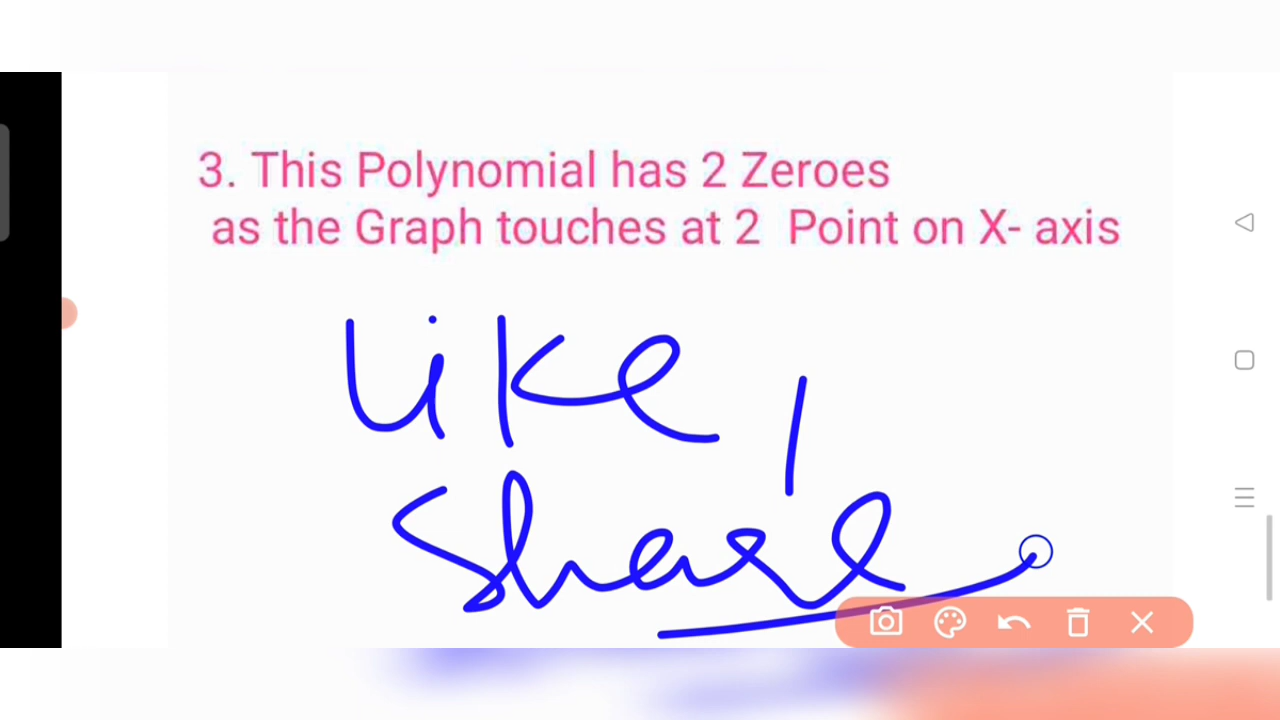 3. This Polynomial has 2 Zeroes
as the Graph touches at 2 Point on X- axis
Like,
Share